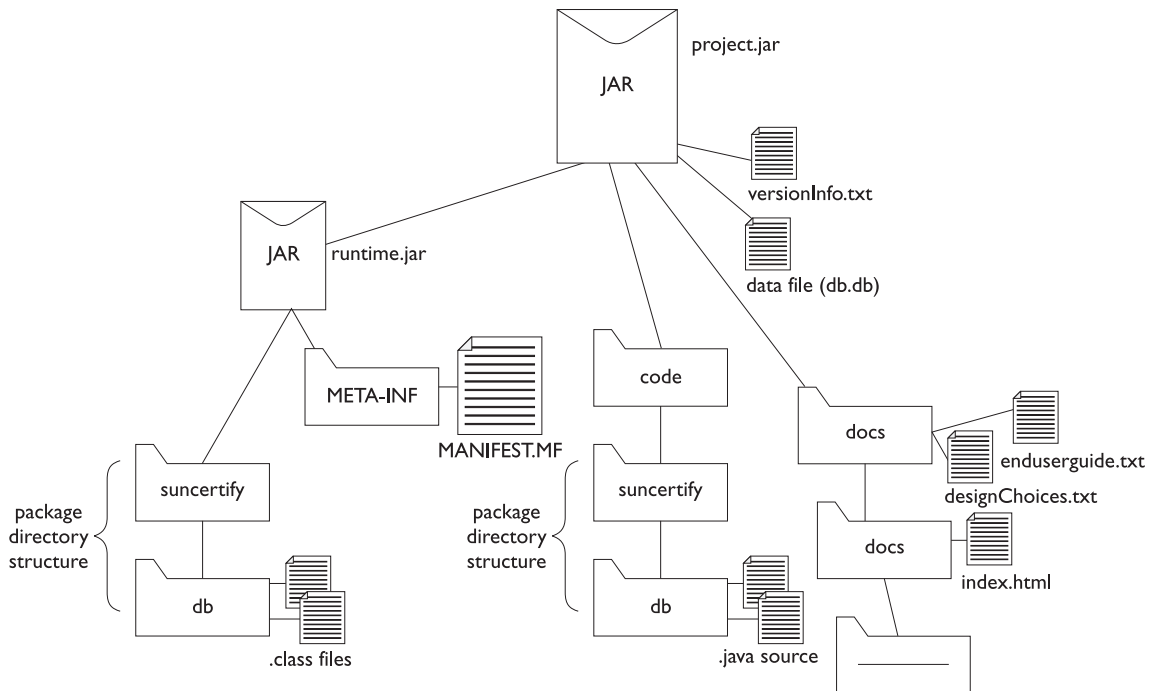 project.jar
JAR
versionInfo.txt
JAR
runtime.jar
data file (db.db)
code
META-INF
docs
MANIFEST.MF
enduserguide.txt
designChoices.txt
suncertify
package
directory
structure
suncertify
package
directory
structure
docs
index.html
db
db
.class files
.java source